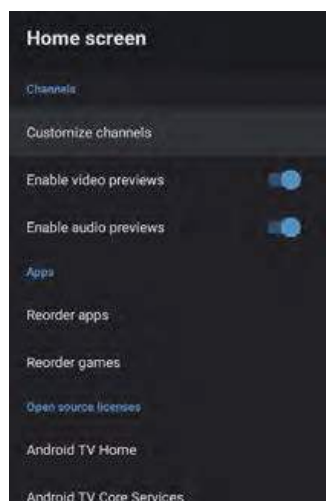 Home screen
Channels
Customize channels
Enable video previews
Enable audio previews
Apps
Reorder apps
Reorder games
Open source licenses
Android TV Home
Android TV Core Services